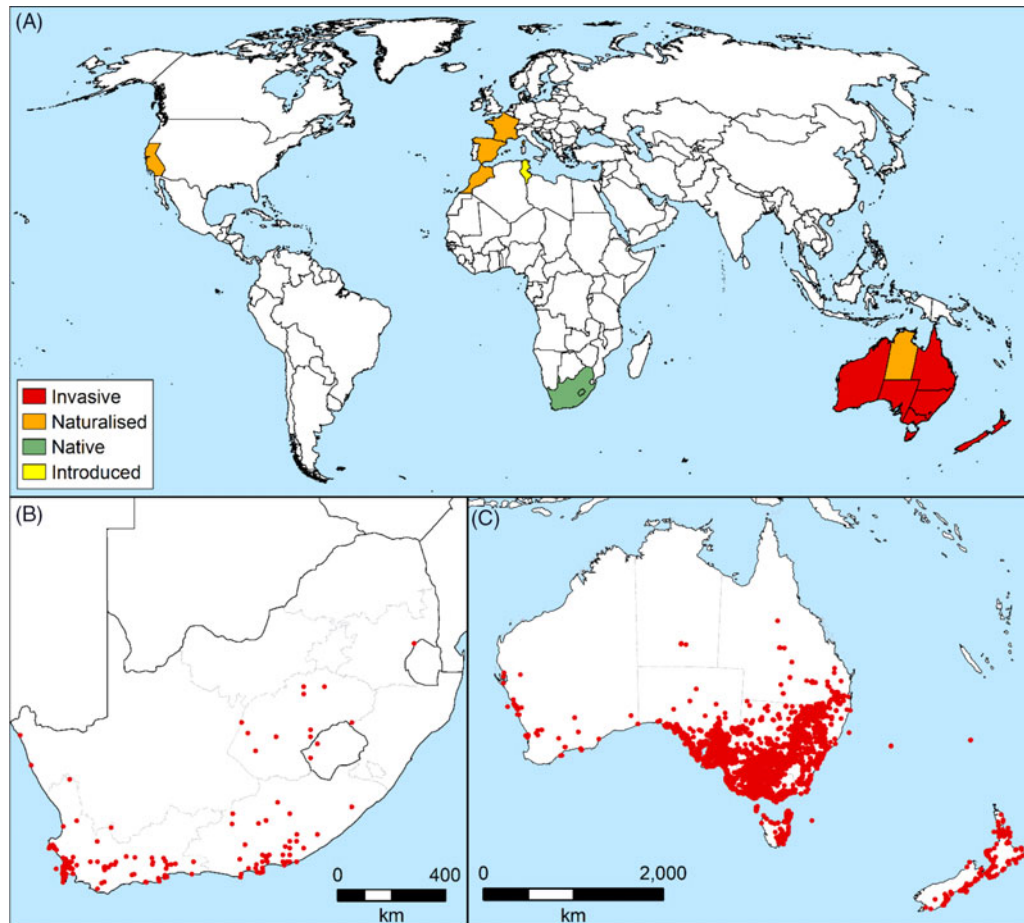 (A)
Invasive
Naturalised
Native
Introduced
(B)
0 400
km
(C)
0 2,000
km